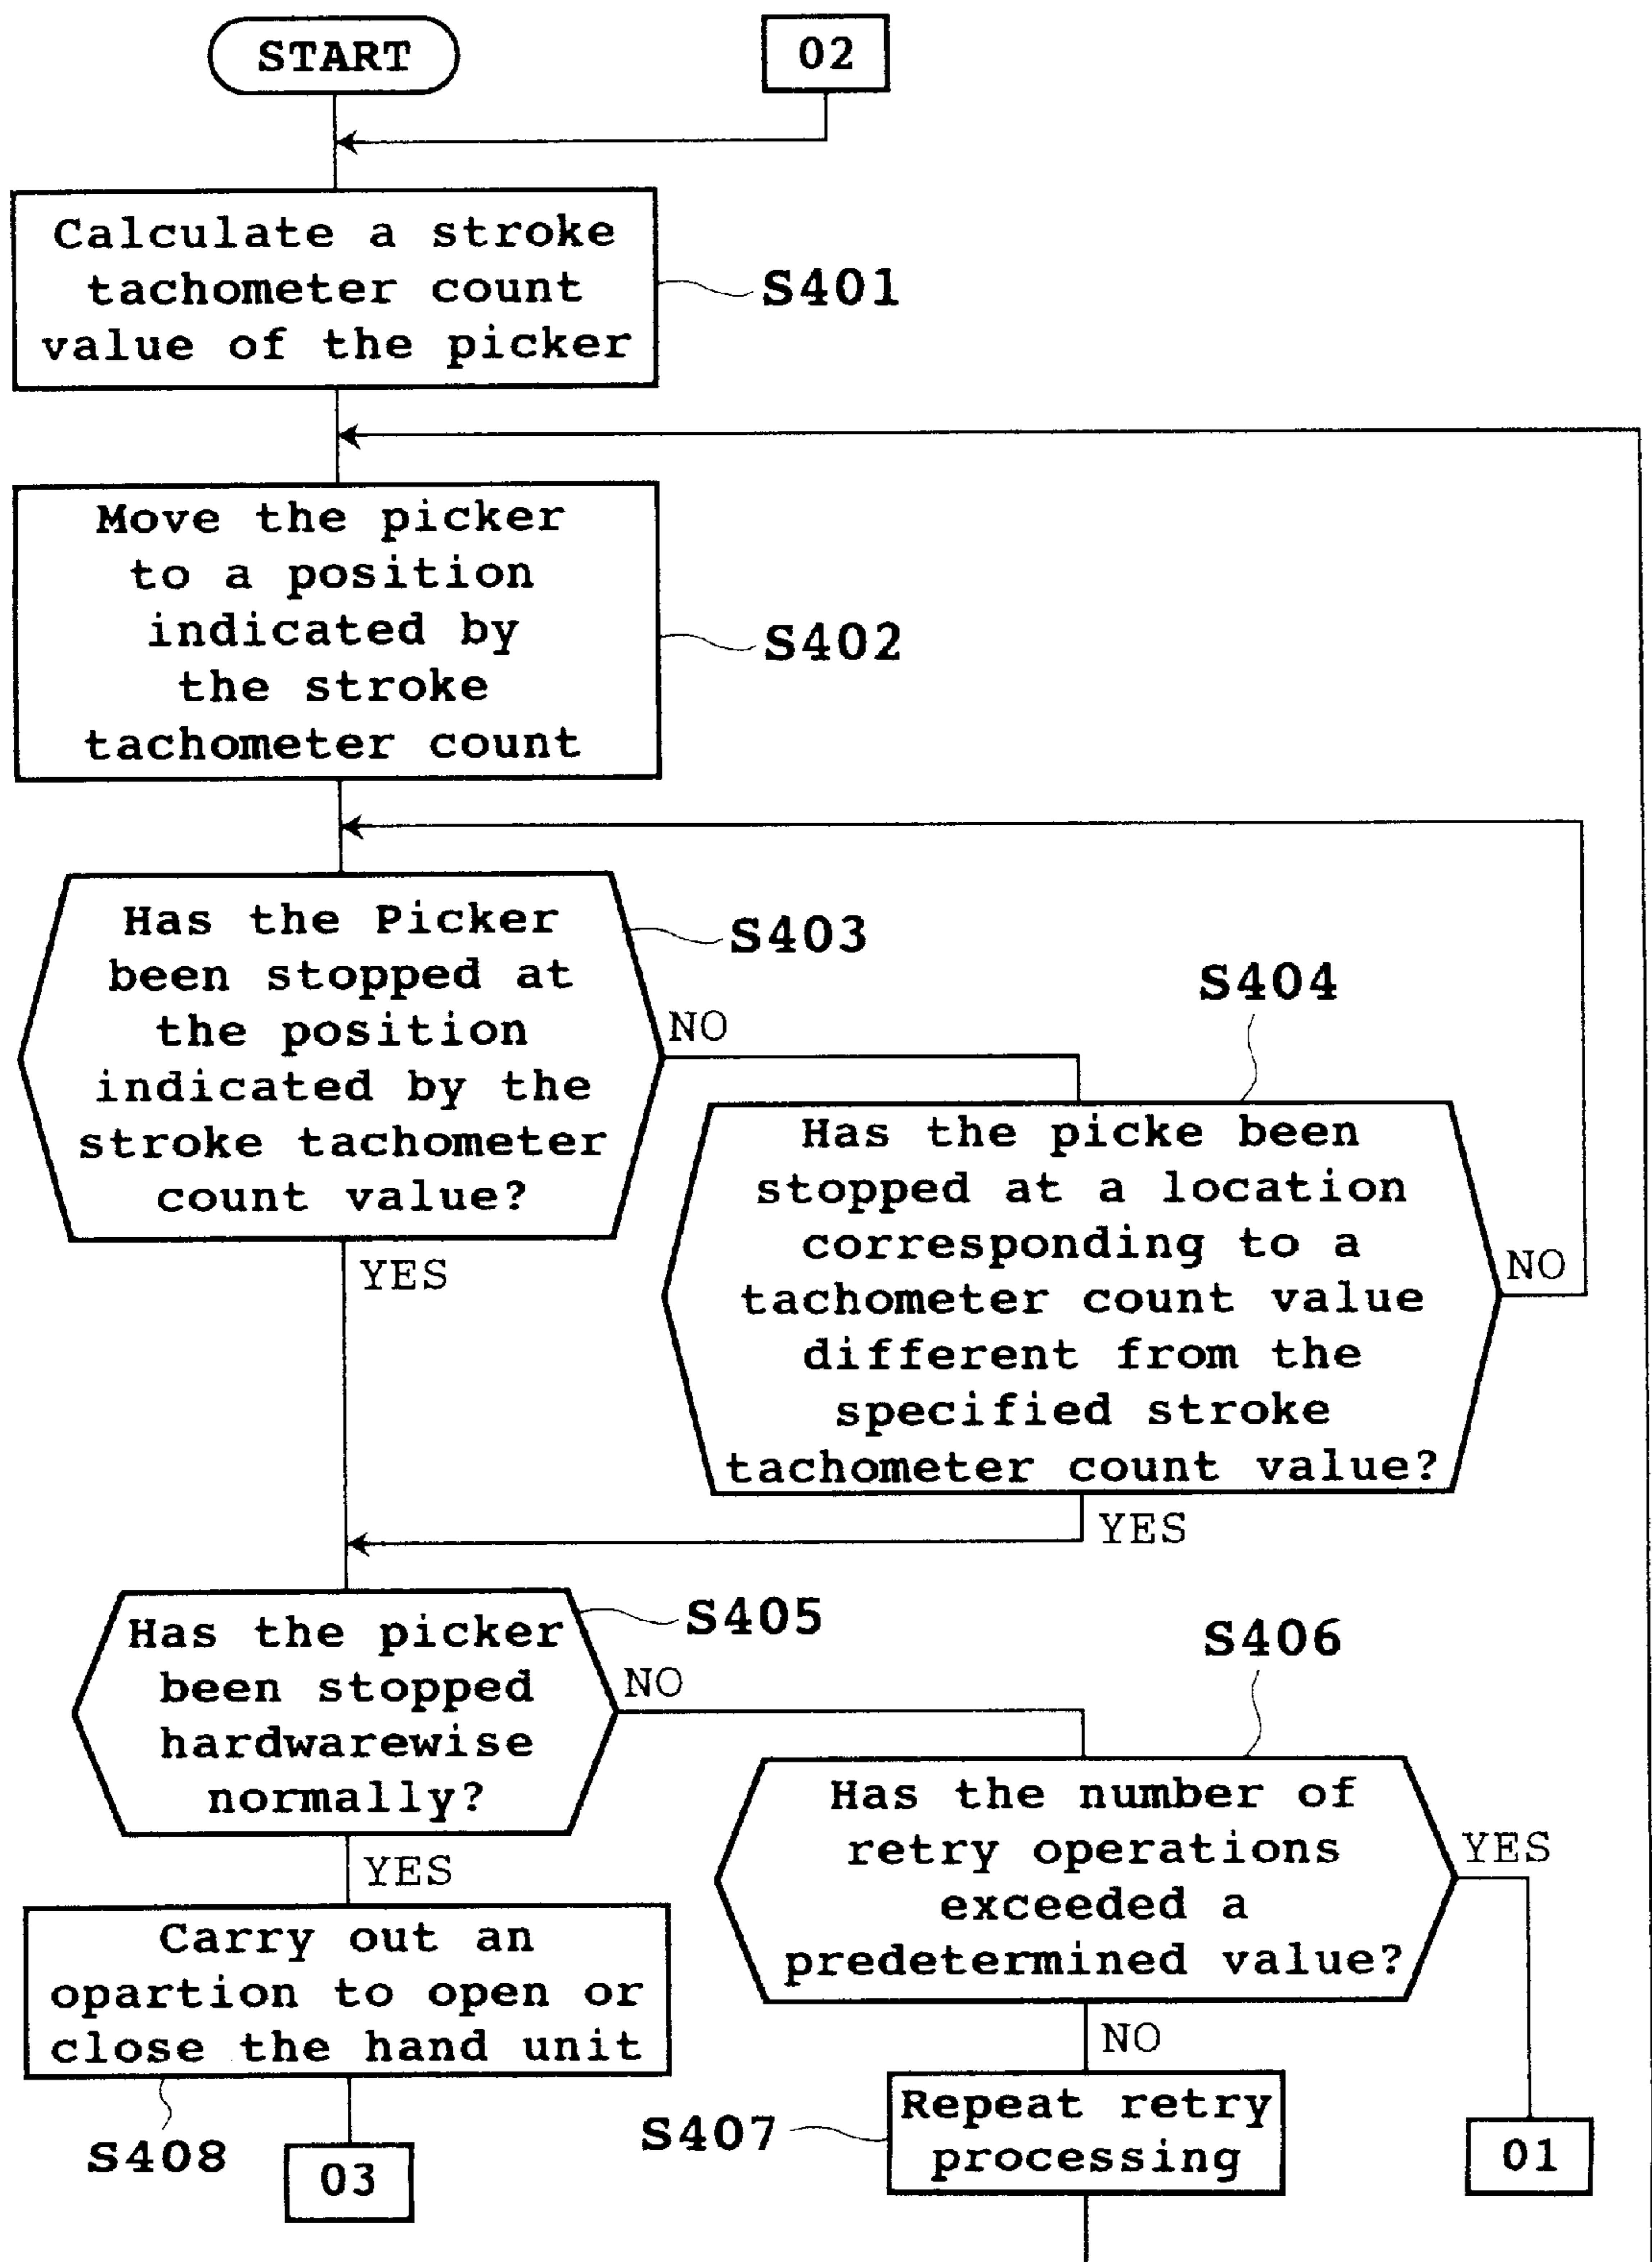 START
02
Calculate a stroke
tachometer count
value of the picker
S401
Move the picker
to a position
indicated by
the stroke
tachometer count
S402
Has the Picker
been stopped at
the position
indicated by the
stroke tachometer
count value?
S403
NO
YES
S404
Has the picke been
stopped at a location
corresponding to a
tachometer count value
different from the
specified stroke
tachometer count value?
NO
YES
Has the picker
been stopped
hardwarewise
normally?
S405
NO
YES
S406
Has the number of
retry operations
exceeded a
predetermined value?
YES
NO
Carry out an
opartion to open or
close the hand unit
S408
03
S407
Repeat retry
processing
01